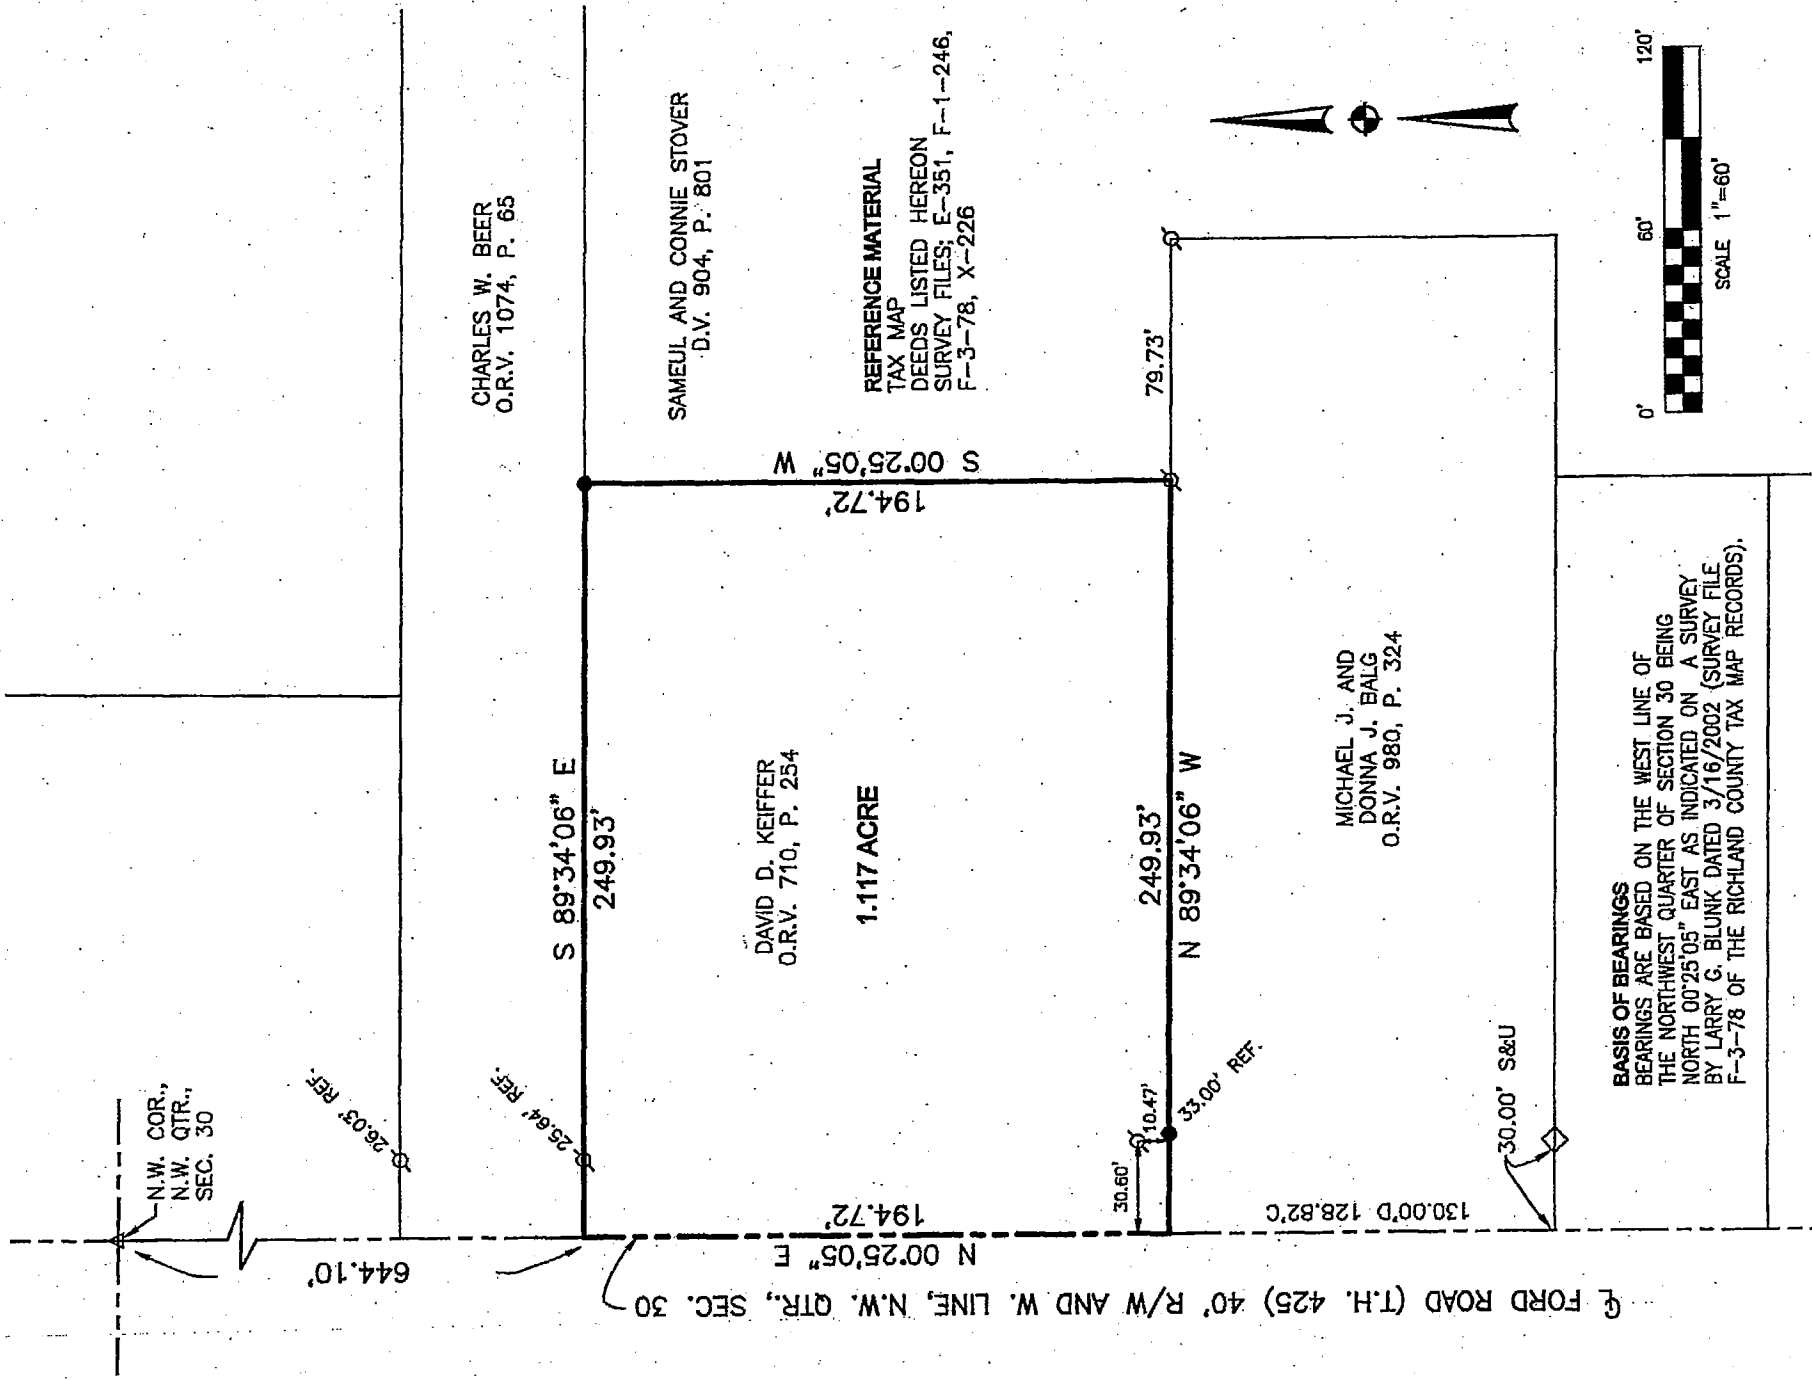 N.W. COR.,
N.W. QTR.,
SEC. 30
644.10'
26.03' REF.
25.64' REF.
CHARLES W. BEER
O.R.V. 1074, P. 65
SAMEUL AND CONNIE STOVER
D.V. 904, P. 801
S 89°34'06" E
249.93'
DAVID D. KEIFFER
O.R.V. 710, P. 254
1.117 ACRE
S 00°25'05" W
194.72'
194.72'
N 00°25'05" E
REFERENCE MATERIAL
TAX MAP
DEEDS LISTED HEREON
SURVEY FILES; E-351, F-1-246,
F-3-78, X-226
30.60'
10.47'
33.00' REF.
249.93'
N 89°34'06" W
79.73'
MICHAEL J. AND
DONNA J. BALG
O.R.V. 980, P. 324
130.00'D 128.82'C
30.00' S&U
℄ FORD ROAD (T.H. 425) 40' R/W AND W. LINE, N.W. QTR., SEC. 30
BASIS OF BEARINGS
BEARINGS ARE BASED ON THE WEST LINE OF
THE NORTHWEST QUARTER OF SECTION 30 BEING
NORTH 00°25'05" EAST AS INDICATED ON A SURVEY
BY LARRY G. BLUNK DATED 3/16/2002 (SURVEY FILE
F-3-78 OF THE RICHLAND COUNTY TAX MAP RECORDS).
0' 60' 120'
SCALE 1"=60'